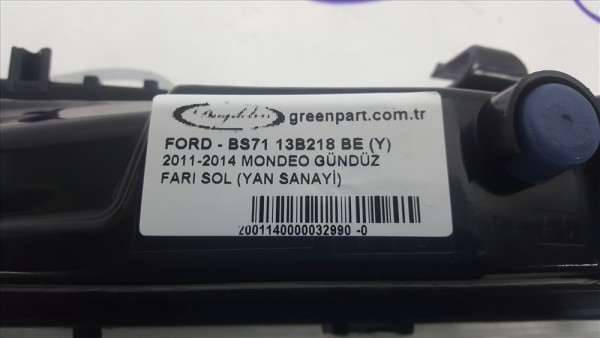 greenpart.com.tr
FORD - BS71 13B218 BE (Y)
2011-2014 MONDEO GÜNDÜZ
FARI SOL (YAN SANAYİ)
2001140000032990 -0